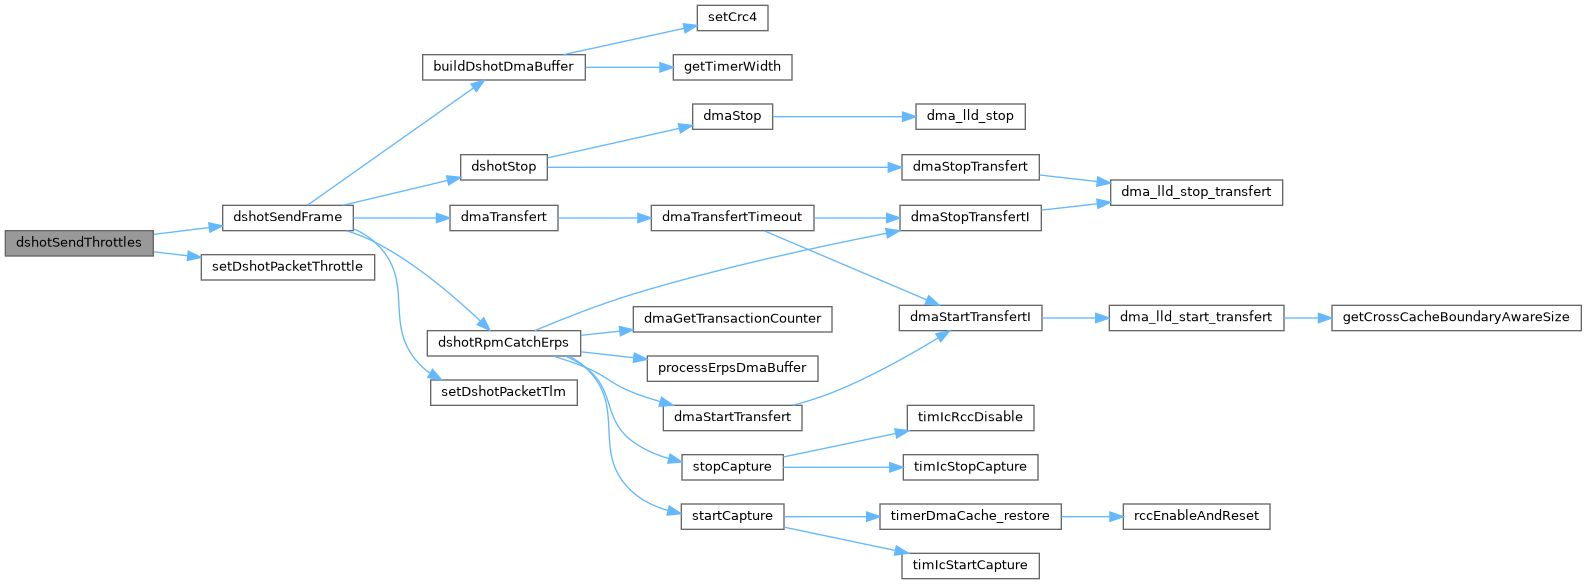 setCrc4
buildDshotDmaBuffer
getTimerWidth
dmaStop
dma_lld_stop
dshotStop
dmaStopTransfert
dma_lld_stop_transfert
dshotSendFrame
dmaTransfert
dmaTransfertTimeout
dmaStopTransfertI
dshotSendThrottles
setDshotPacketThrottle
dmaGetTransactionCounter
dmaStartTransfertI
dma_lld_start_transfert
getCrossCacheBoundaryAwareSize
dshotRpmCatchErps
processErpsDmaBuffer
setDshotPacketTlm
dmaStartTransfert
timIcRccDisable
stopCapture
timIcStopCapture
startCapture
timerDmaCache_restore
rccEnableAndReset
timIcStartCapture